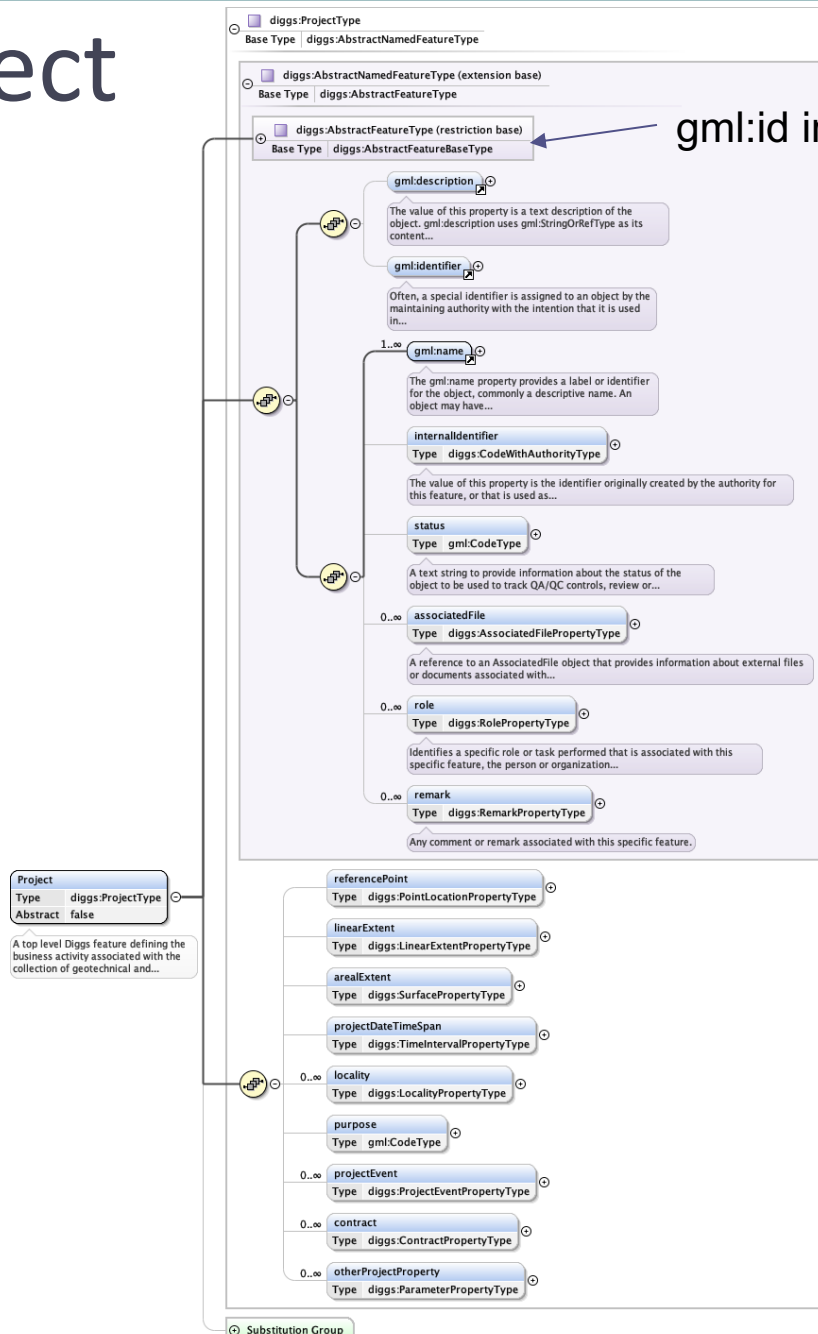 ect
diggs:ProjectType
Base Type diggs:AbstractNamedFeatureType
diggs:AbstractNamedFeatureType (extension base)
Base Type diggs:AbstractFeatureType
diggs:AbstractFeatureType (restriction base)
Base Type diggs:AbstractFeatureBaseType
gml:id in
gml:description
The value of this property is a text description of the
object. gml:description uses gml:StringOrRefType as its
content...
gml:identifier
Often, a special identifier is assigned to an object by the
maintaining authority with the intention that it is used
in...
1..∞ gml:name
The gml:name property provides a label or identifier
for the object, commonly a descriptive name. An
object may have...
internalIdentifier
Type diggs:CodeWithAuthorityType
The value of this property is the identifier originally created by the authority for
this feature, or that is used as...
status
Type gml:CodeType
A text string to provide information about the status of the
object to be used to track QA/QC controls, review or...
0..∞ associatedFile
Type diggs:AssociatedFilePropertyType
A reference to an AssociatedFile object that provides information about external files
or documents associated with...
0..∞ role
Type diggs:RolePropertyType
Identifies a specific role or task performed that is associated with this
specific feature, the person or organization...
0..∞ remark
Type diggs:RemarkPropertyType
Any comment or remark associated with this specific feature.
Project
Type diggs:ProjectType
Abstract false
A top level Diggs feature defining the
business activity associated with the
collection of geotechnical and...
referencePoint
Type diggs:PointLocationPropertyType
linearExtent
Type diggs:LinearExtentPropertyType
arealExtent
Type diggs:SurfacePropertyType
projectDateTimeSpan
Type diggs:TimeIntervalPropertyType
0..∞ locality
Type diggs:LocalityPropertyType
purpose
Type gml:CodeType
0..∞ projectEvent
Type diggs:ProjectEventPropertyType
0..∞ contract
Type diggs:ContractPropertyType
0..∞ otherProjectProperty
Type diggs:ParameterPropertyType
Substitution Group